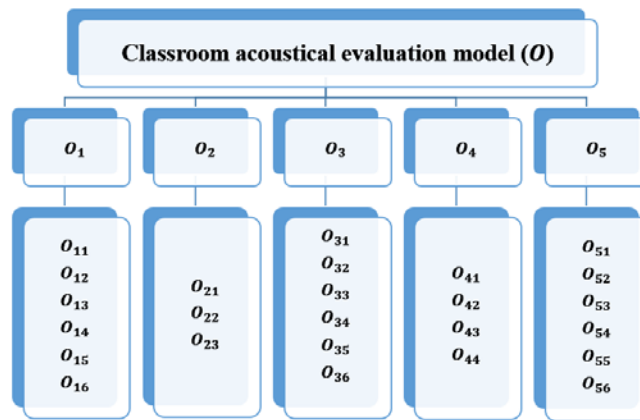 Classroom acoustical evaluation model (O)
O₁
O₂
O₃
O₄
O₅
O₁₁
O₁₂
O₁₃
O₁₄
O₁₅
O₁₆
O₂₁
O₂₂
O₂₃
O₃₁
O₃₂
O₃₃
O₃₄
O₃₅
O₃₆
O₄₁
O₄₂
O₄₃
O₄₄
O₅₁
O₅₂
O₅₃
O₅₄
O₅₅
O₅₆